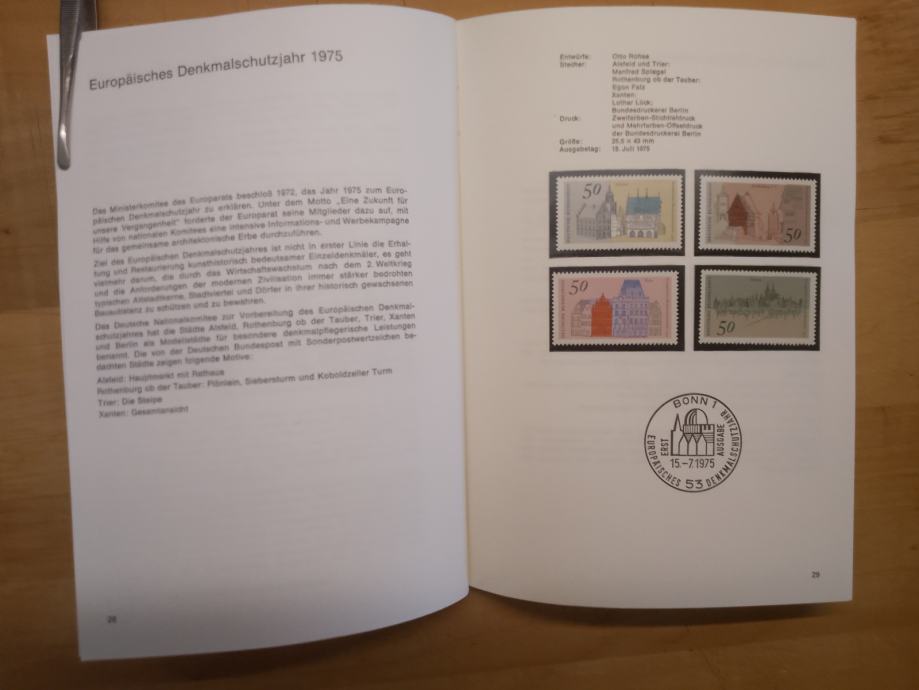 Europäisches Denkmalschutzjahr 1975
Das Ministerkomitee des Europarats beschloß 1972, das Jahr 1975 zum Euro-
päischen Denkmalschutzjahr zu erklären. Unter dem Motto „Eine Zukunft für
unsere Vergangenheit" forderte der Europarat seine Mitglieder dazu auf, mit
Hilfe von nationalen Komitees eine intensive Informations- und Werbekampagne
für das gemeinsame architektonische Erbe durchzuführen.
Ziel des Europäischen Denkmalschutzjahres ist nicht in erster Linie die Erhal-
tung und Restaurierung kunsthistorisch bedeutsamer Einzeldenkmäler, es geht
vielmehr darum, die durch das Wirtschaftswachstum nach dem 2. Weltkrieg
und die Anforderungen der modernen Zivilisation immer stärker bedrohten
typischen Altstadtkerne, Stadtviertel und Dörfer in ihrer historisch gewachsenen
Bausubstanz zu schützen und zu bewahren.
Das Deutsche Nationalkomitee zur Vorbereitung des Europäischen Denkmal-
schutzjahres hat die Städte Alsfeld, Rothenburg ob der Tauber, Trier, Xanten
und Berlin als Modellstädte für besondere denkmalpflegerische Leistungen
benannt. Die von der Deutschen Bundespost mit Sonderpostwertzeichen be-
dachten Städte zeigen folgende Motive:
Alsfeld: Hauptmarkt mit Rathaus
Rothenburg ob der Tauber: Plönlein, Siebersturm und Kobolzeller Turm
Trier: Die Steipe
Xanten: Gesamtansicht
28
Entwürfe: Otto Rohse
Stecher: Alsfeld und Trier:
Manfred Spiegel
Rothenburg ob der Tauber:
Egon Falz
Xanten:
Lothar Lück;
Bundesdruckerei Berlin
Druck: Zweifarben-Stichtiefdruck
und Mehrfarben-Offsetdruck
der Bundesdruckerei Berlin
Größe: 25,5 × 43 mm
Ausgabetag: 15. Juli 1975
50
50
50
50
BONN 1
ERST AUSGABE
15.-7.1975
EUROPÄISCHES 53 DENKMALSCHUTZJAHR
29